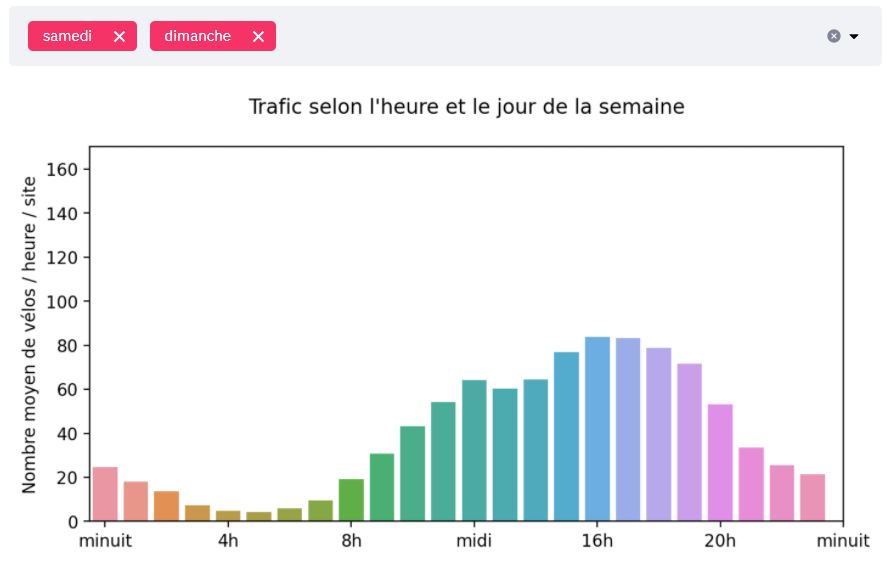 samedi × dimanche ×
Trafic selon l'heure et le jour de la semaine
Nombre moyen de vélos / heure / site
160
140
120
100
80
60
40
20
0
minuit 4h 8h midi 16h 20h minuit